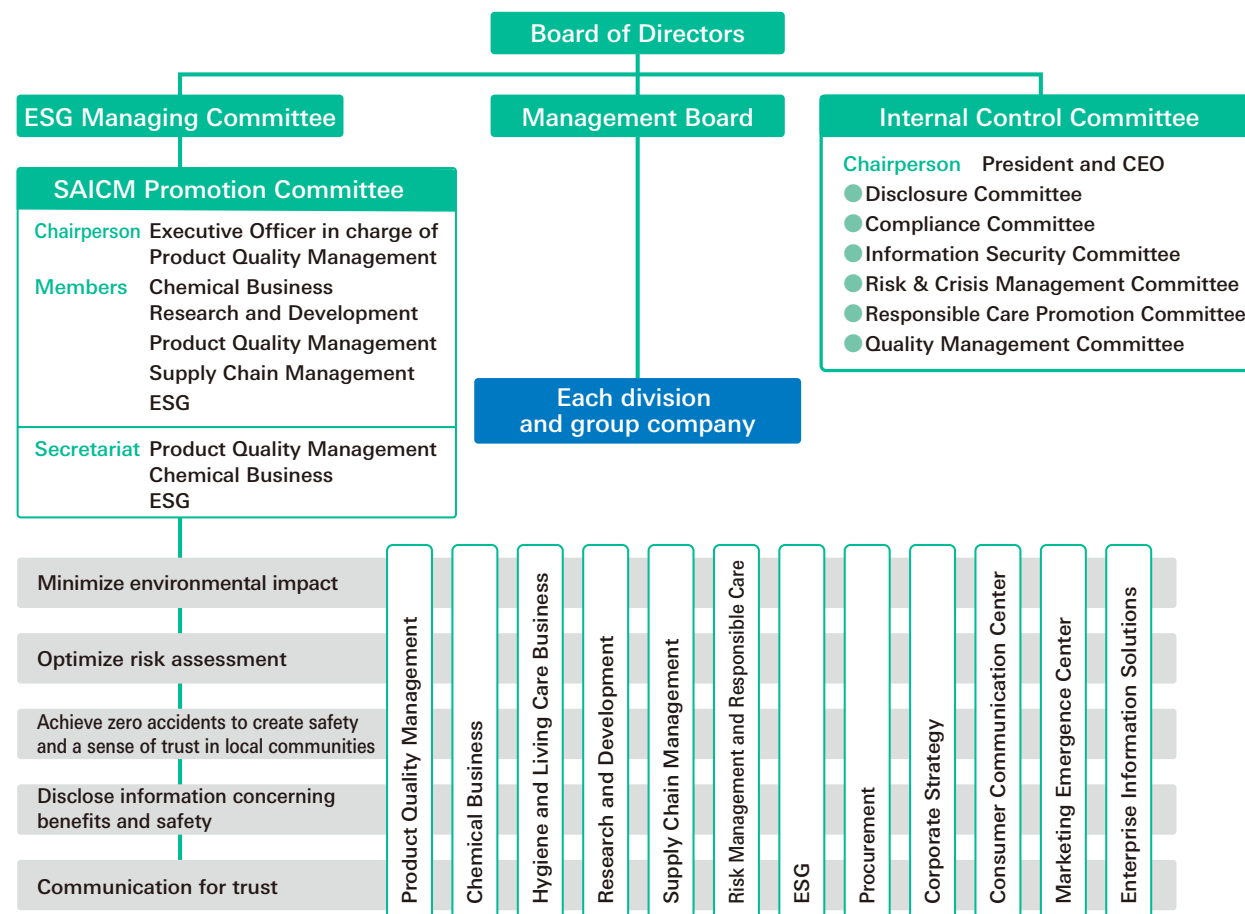 Board of Directors
ESG Managing Committee
Management Board
Internal Control Committee
SAICM Promotion Committee
Chairperson Executive Officer in charge of
Product Quality Management
Members Chemical Business
Research and Development
Product Quality Management
Supply Chain Management
ESG
Secretariat Product Quality Management
Chemical Business
ESG
Chairperson President and CEO
Disclosure Committee
Compliance Committee
Information Security Committee
Risk & Crisis Management Committee
Responsible Care Promotion Committee
Quality Management Committee
Each division
and group company
Minimize environmental impact
Optimize risk assessment
Achieve zero accidents to create safety
and a sense of trust in local communities
Disclose information concerning
benefits and safety
Communication for trust
Product Quality Management
Chemical Business
Hygiene and Living Care Business
Research and Development
Supply Chain Management
Risk Management and Responsible Care
ESG
Procurement
Corporate Strategy
Consumer Communication Center
Marketing Emergence Center
Enterprise Information Solutions